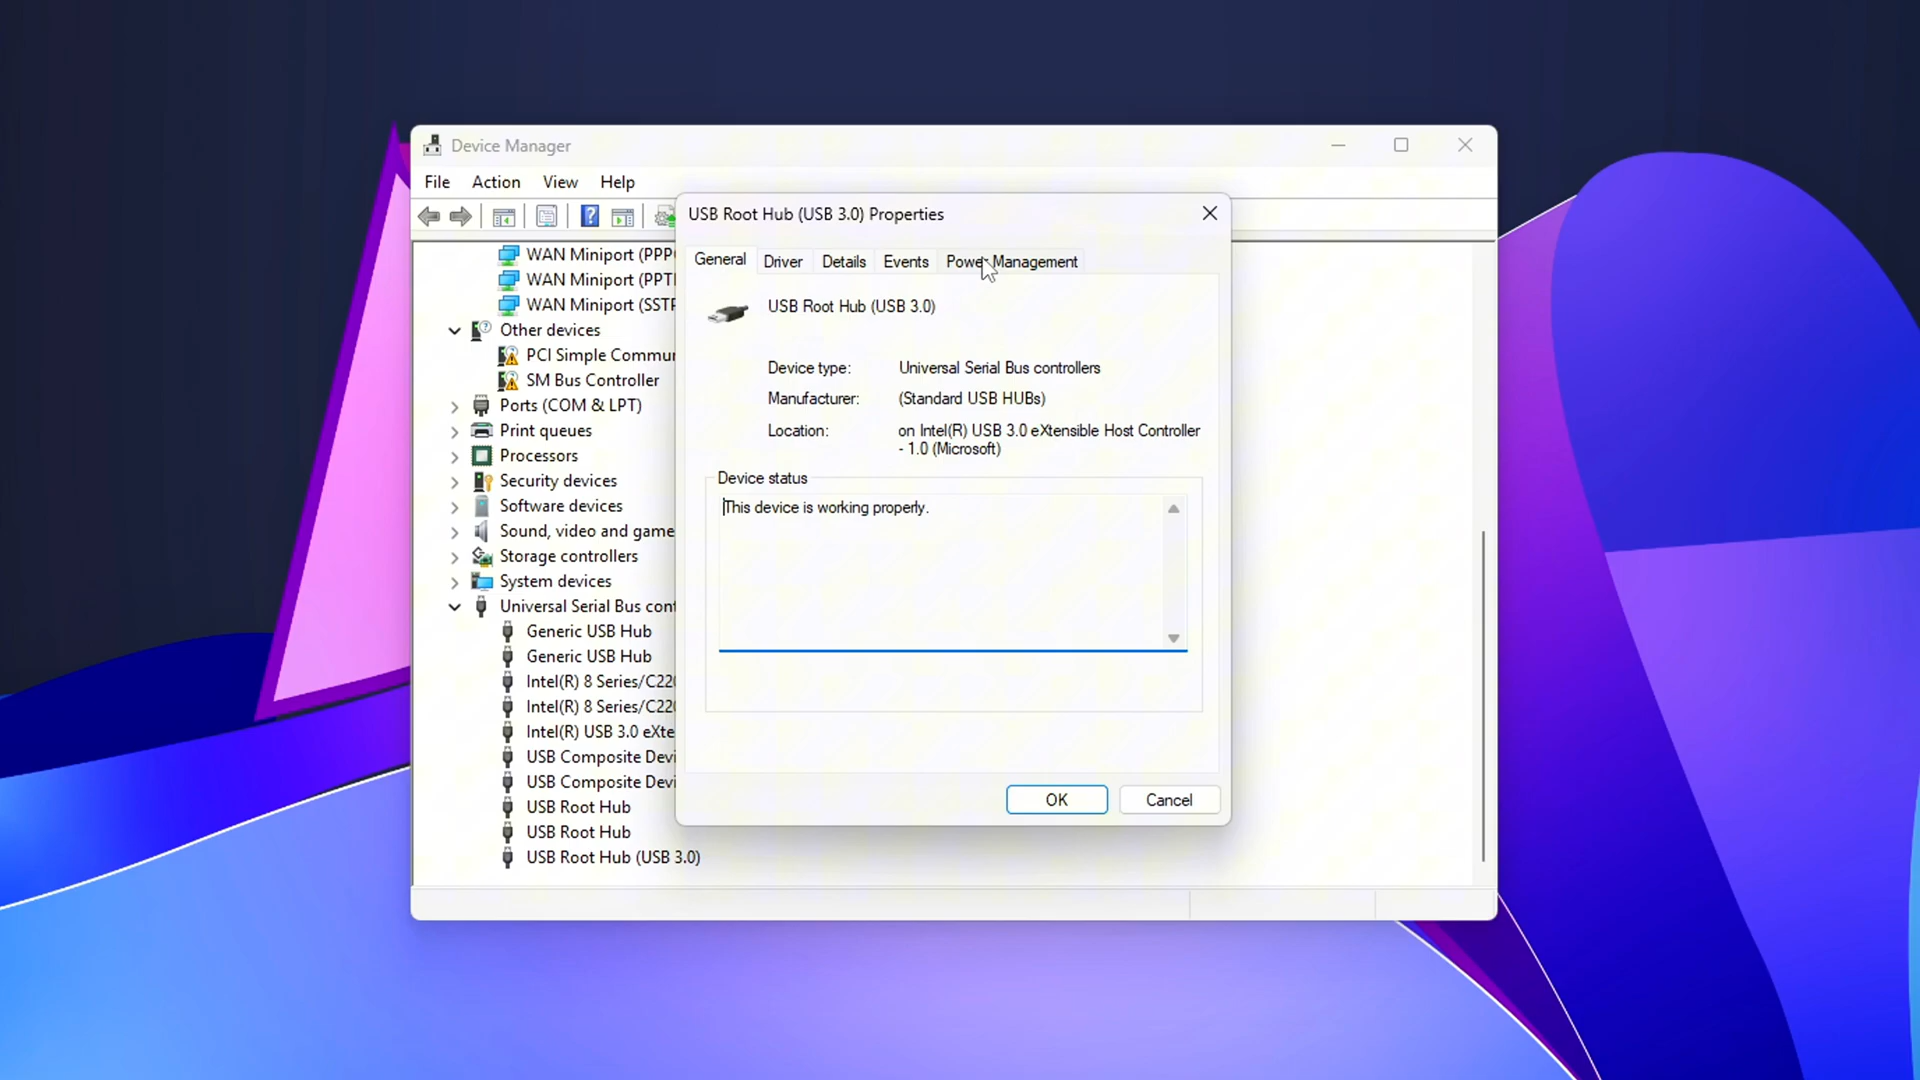 Device Manager
File Action View Help
USB Root Hub (USB 3.0) Properties
General Driver Details Events Power Management
USB Root Hub (USB 3.0)
Device type: Universal Serial Bus controllers
Manufacturer: (Standard USB HUBs)
Location: on Intel(R) USB 3.0 eXtensible Host Controller
- 1.0 (Microsoft)
Device status
This device is working properly.
OK Cancel
WAN Miniport (PPP
WAN Miniport (PPT
WAN Miniport (SST
Other devices
PCI Simple Commu
SM Bus Controller
Ports (COM & LPT)
Print queues
Processors
Security devices
Software devices
Sound, video and game
Storage controllers
System devices
Universal Serial Bus con
Generic USB Hub
Generic USB Hub
Intel(R) 8 Series/C22
Intel(R) 8 Series/C22
Intel(R) USB 3.0 eXte
USB Composite Devi
USB Composite Devi
USB Root Hub
USB Root Hub
USB Root Hub (USB 3.0)